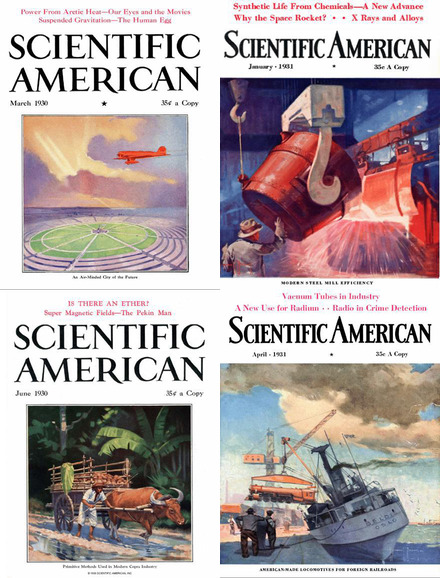 Power From Arctic Heat—Our Eyes and the Movies
Suspended Gravitation—The Human Egg
SCIENTIFIC
AMERICAN
March 1930 ★ 35¢ a Copy
An Air-Minded City of the Future
Synthetic Life From Chemicals—A New Advance
Why the Space Rocket? • • X Rays and Alloys
SCIENTIFIC AMERICAN
January • 1931 ★ 35c A Copy
MODERN STEEL MILL EFFICIENCY
IS THERE AN ETHER?
Super Magnetic Fields—The Pekin Man
SCIENTIFIC
AMERICAN
June 1930 35¢ a Copy
Primitive Methods Used in Modern Copra Industry
Vacuum Tubes in Industry
A New Use for Radium • • Radio in Crime Detection
SCIENTIFIC AMERICAN
April • 1931 ★ 35c A Copy
AMERICAN-MADE LOCOMOTIVES FOR FOREIGN RAILROADS